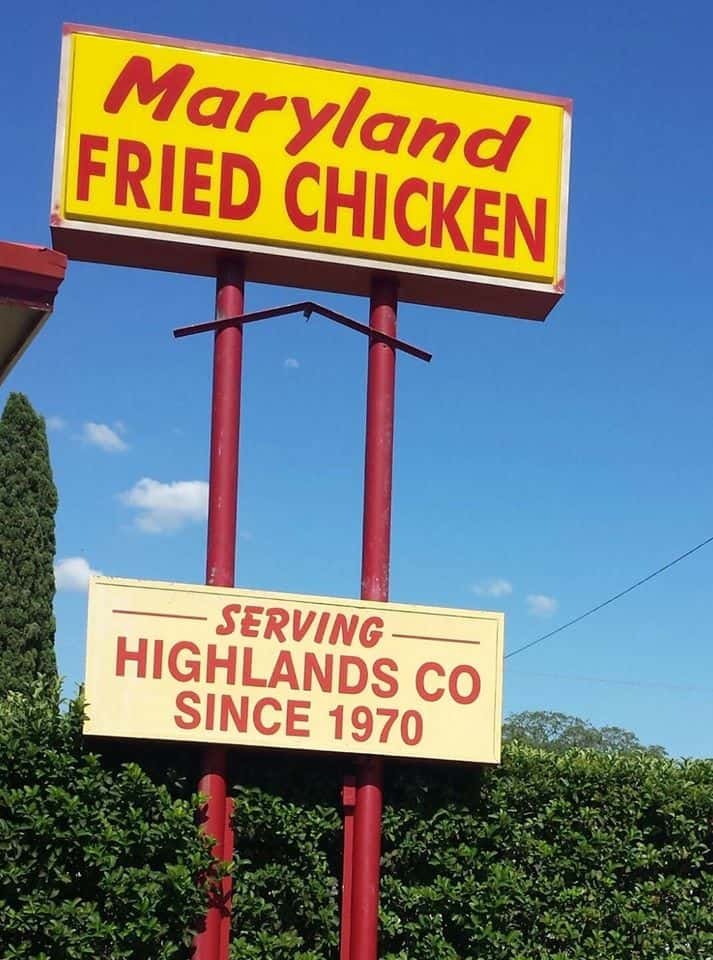 Maryland
FRIED CHICKEN
SERVING
HIGHLANDS CO
SINCE 1970